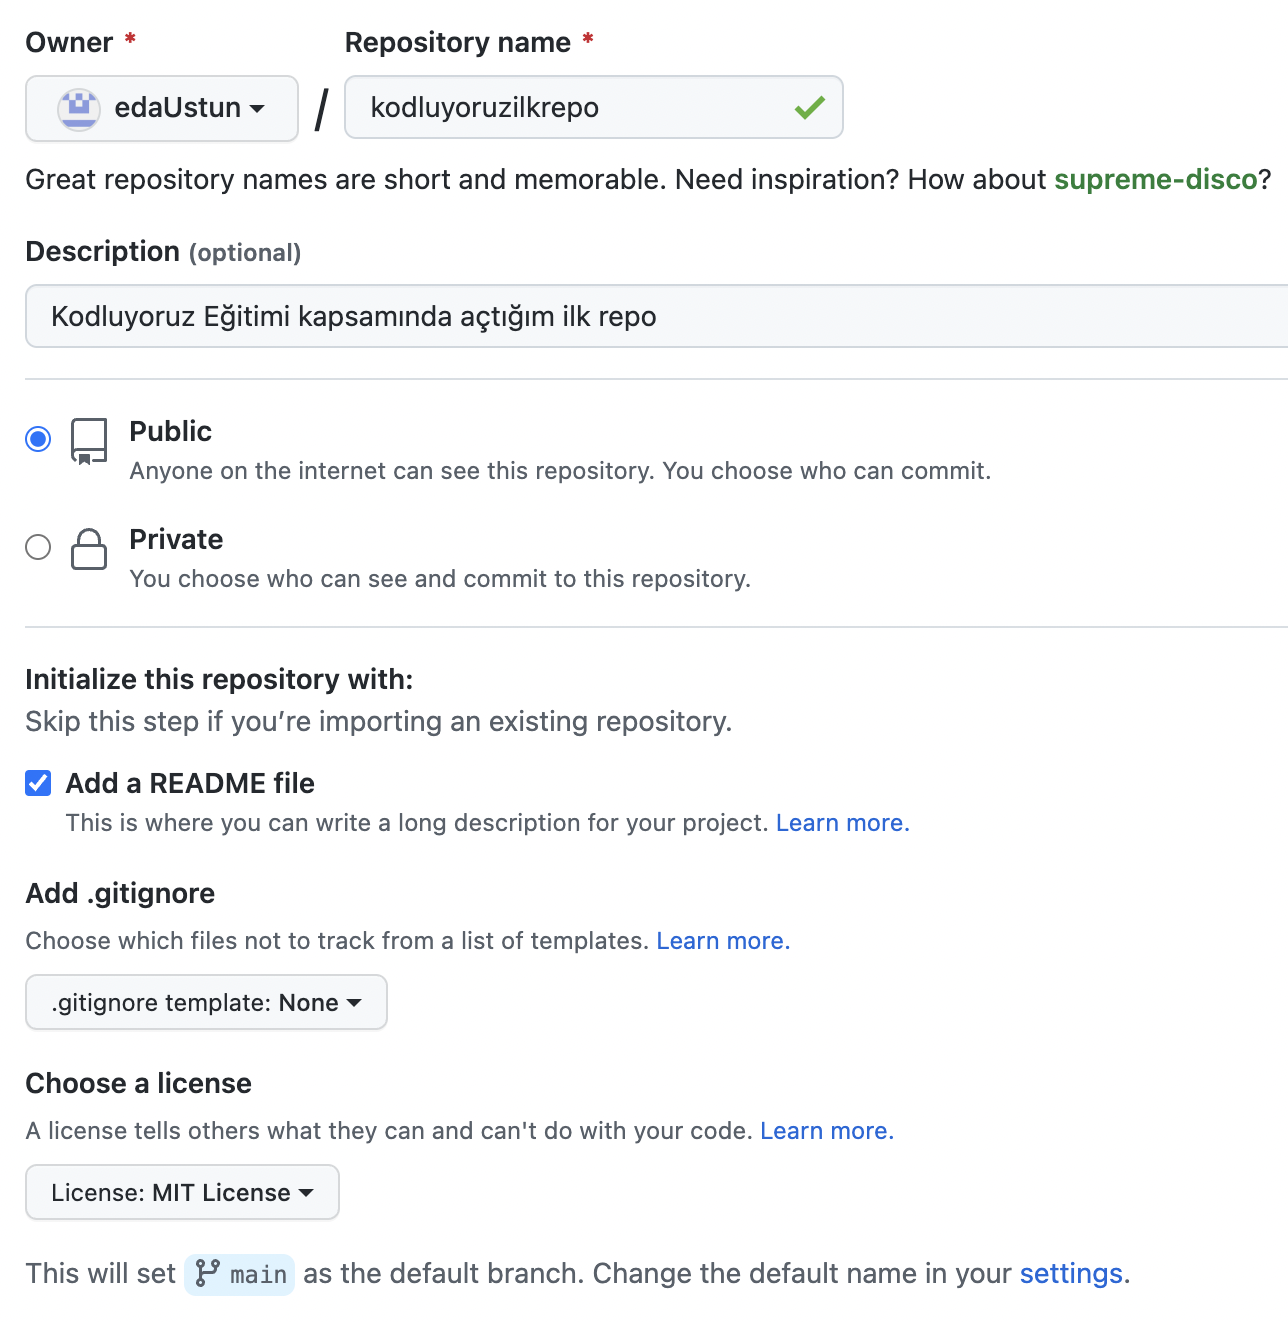 Owner * Repository name *
edaUstun / kodluyoruzilkrepo
Great repository names are short and memorable. Need inspiration? How about supreme-disco?
Description (optional)
Kodluyoruz Eğitimi kapsamında açtığım ilk repo
Public
Anyone on the internet can see this repository. You choose who can commit.
Private
You choose who can see and commit to this repository.
Initialize this repository with:
Skip this step if you’re importing an existing repository.
Add a README file
This is where you can write a long description for your project. Learn more.
Add .gitignore
Choose which files not to track from a list of templates. Learn more.
.gitignore template: None
Choose a license
A license tells others what they can and can't do with your code. Learn more.
License: MIT License
This will set main as the default branch. Change the default name in your settings.